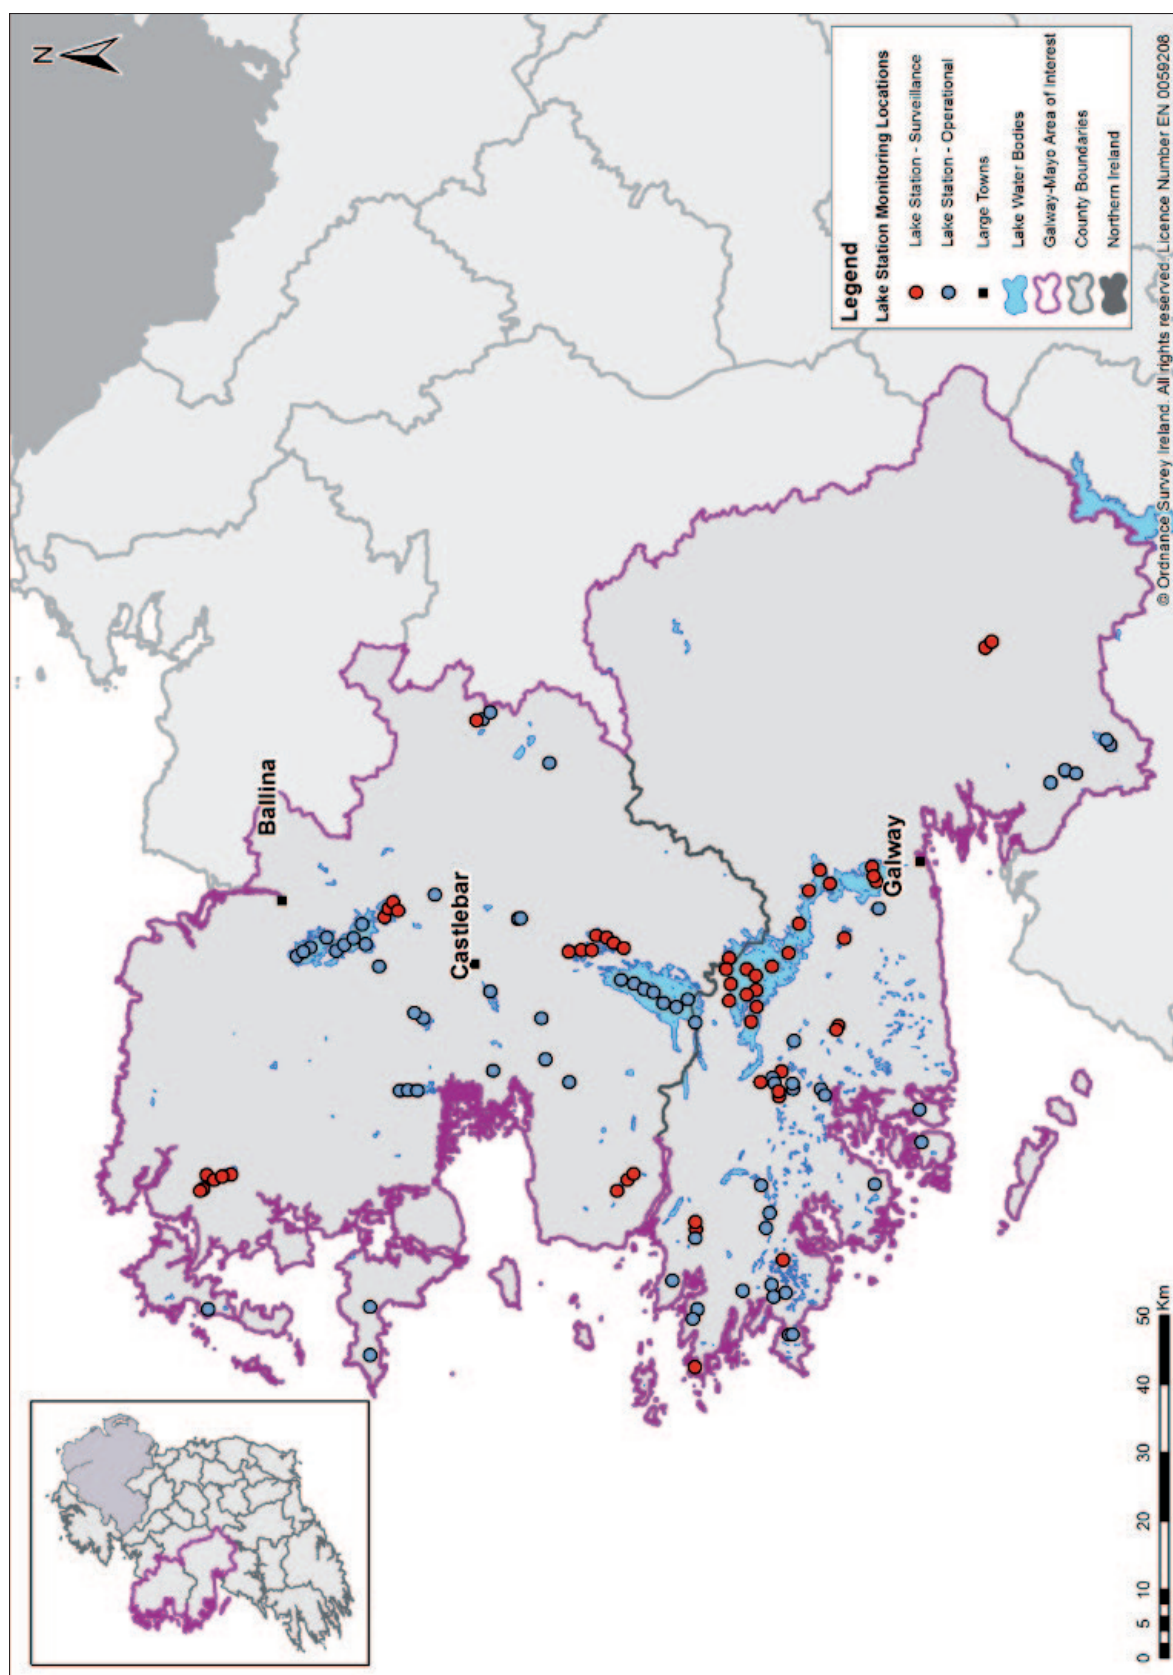 N
Ballina
Castlebar
Galway
Legend
Lake Station Monitoring Locations
Lake Station - Surveillance
Lake Station - Operational
Large Towns
Lake Water Bodies
Galway-Mayo Area of Interest
County Boundaries
Northern Ireland
0 5 10 20 30 40 50
Km
© Ordnance Survey Ireland. All rights reserved. Licence Number EN 0059208